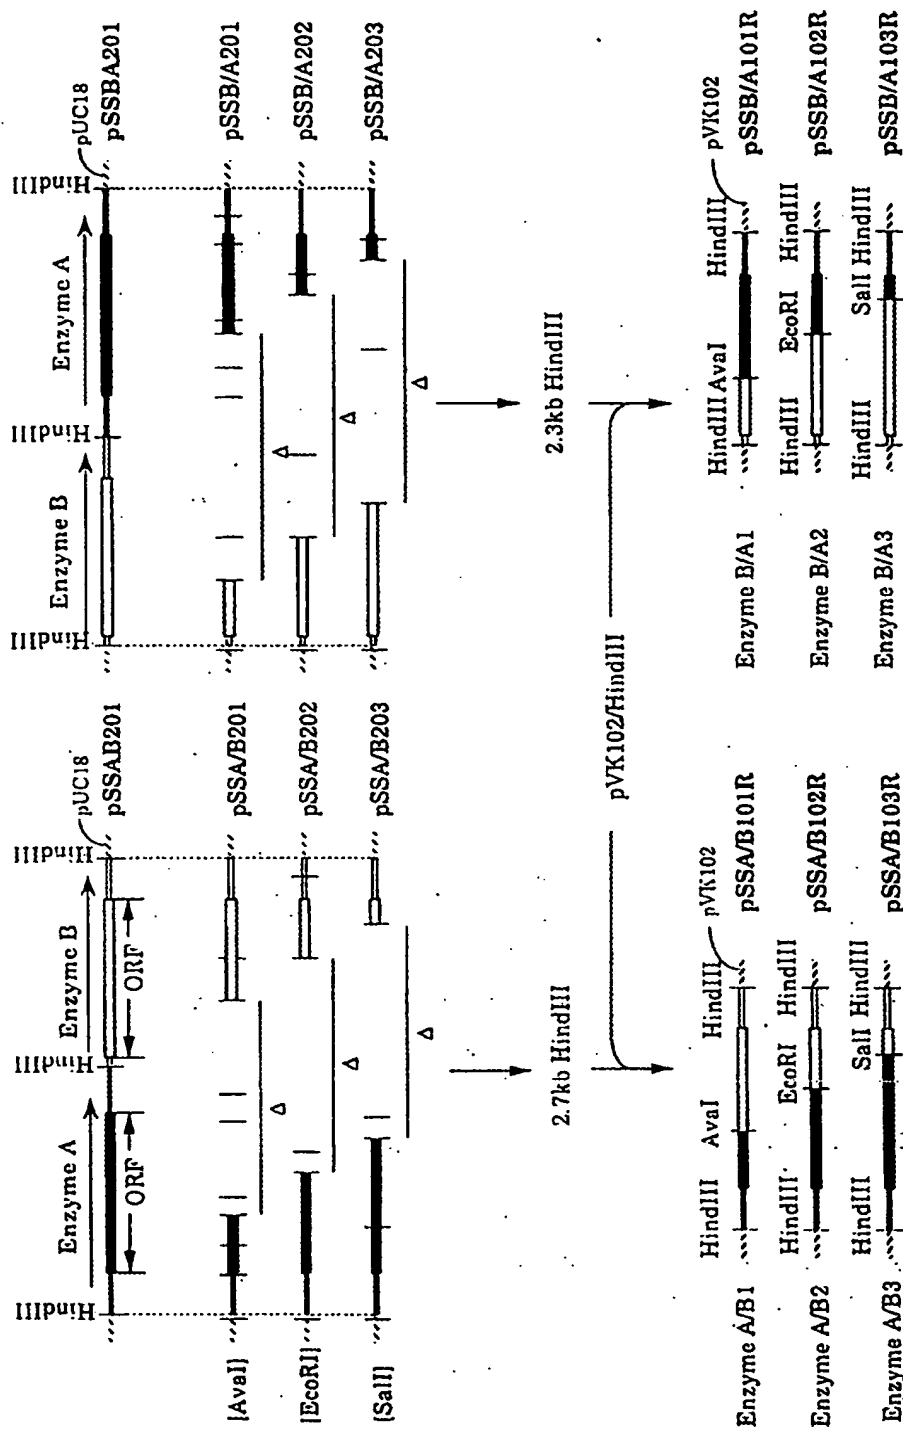 HindIII
Enzyme A
HindIII
Enzyme B
HindIII
pUC18
pSSAB201
ORF
ORF
[AvaI]
pSSA/B201
Δ
[EcoRI]
pSSA/B202
Δ
[SalI]
pSSA/B203
Δ
HindIII
Enzyme B
HindIII
Enzyme A
HindIII
pUC18
pSSBA201
pSSB/A201
Δ
pSSB/A202
Δ
pSSB/A203
Δ
2.7kb HindIII
2.3kb HindIII
pVK102/HindIII
pVK102
HindIII AvaI HindIII
Enzyme A/B1 pSSA/B101R
HindIII EcoRI HindIII
Enzyme A/B2 pSSA/B102R
HindIII SalI HindIII
Enzyme A/B3 pSSA/B103R
pVK102
HindIII AvaI HindIII
Enzyme B/A1 pSSB/A101R
HindIII EcoRI HindIII
Enzyme B/A2 pSSB/A102R
HindIII SalI HindIII
Enzyme B/A3 pSSB/A103R